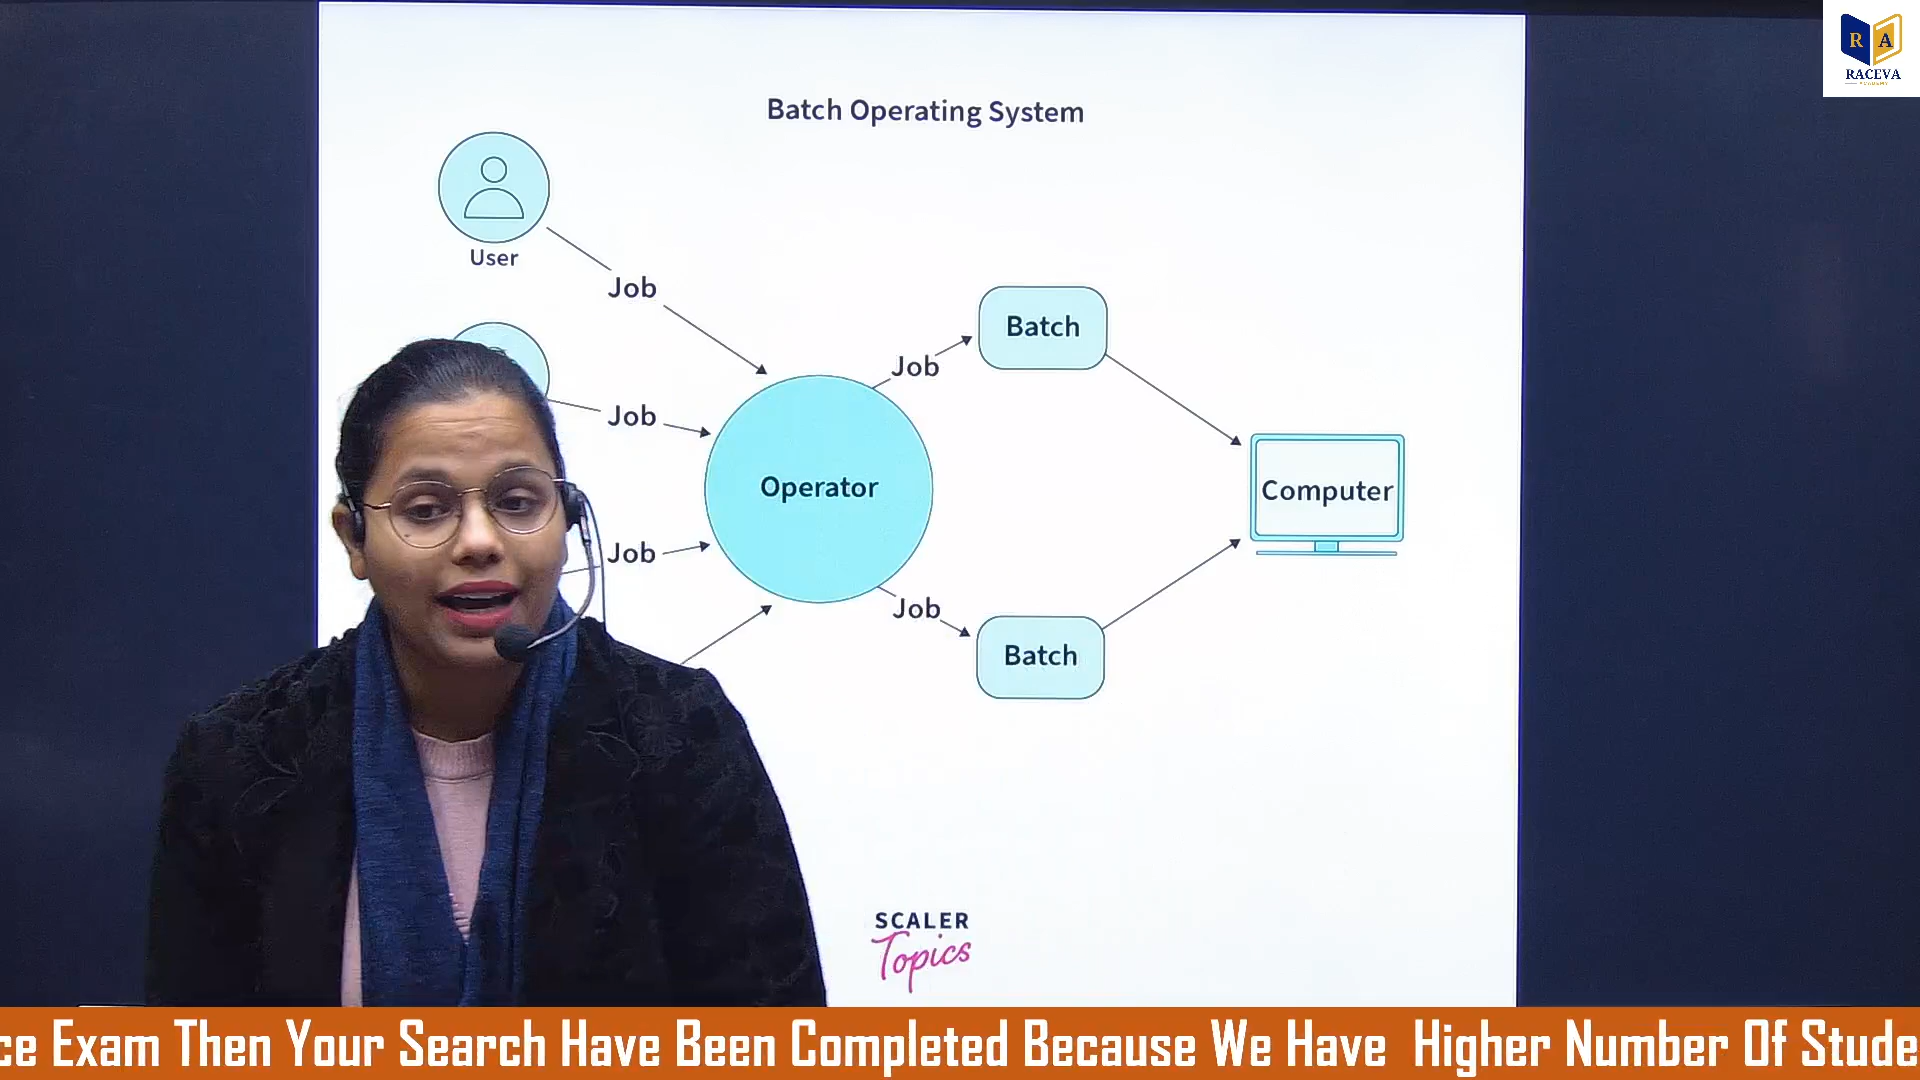 R A
RACEVA
Batch Operating System
User
Job
Job
Job
Operator
Job
Batch
Job
Batch
Computer
SCALER
Topics
ce Exam Then Your Search Have Been Completed Because We Have Higher Number Of Stude